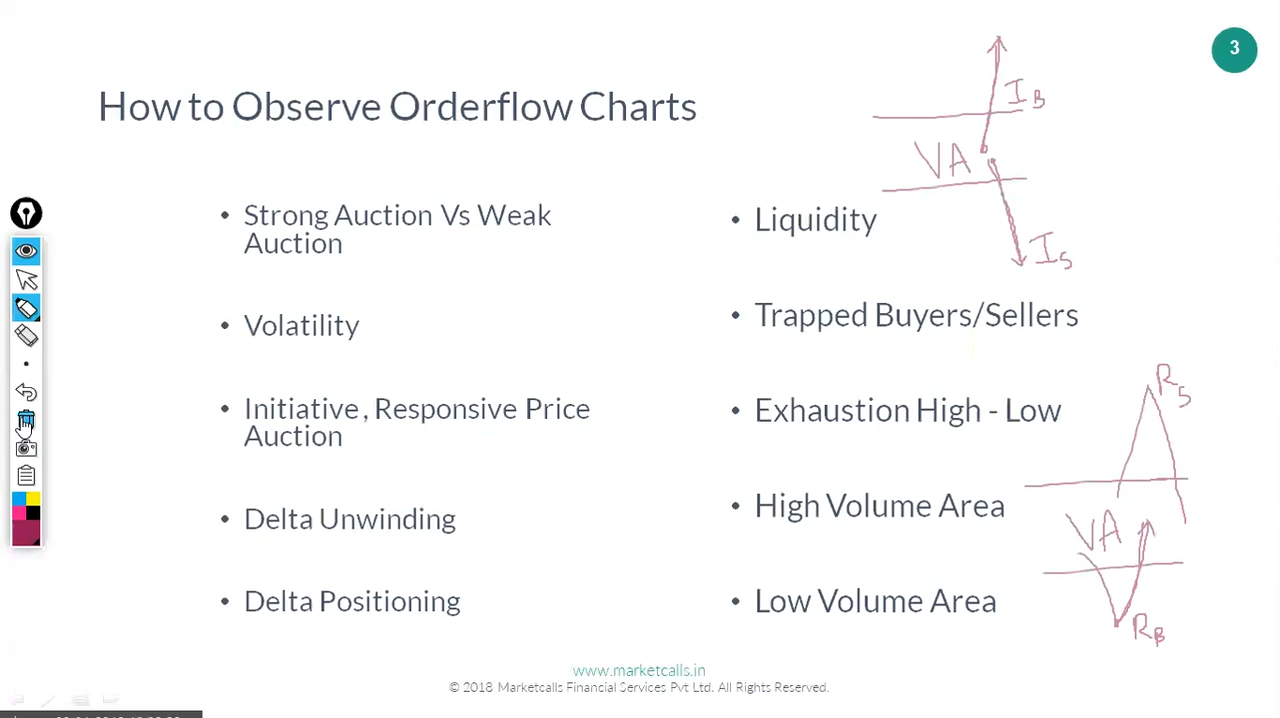 3
How to Observe Orderflow Charts
• Strong Auction Vs Weak
Auction
• Volatility
• Initiative, Responsive Price
Auction
• Delta Unwinding
• Delta Positioning
• Liquidity
• Trapped Buyers/Sellers
• Exhaustion High - Low
• High Volume Area
• Low Volume Area
IB
VA
IS
RS
VA
RB
www.marketcalls.in
© 2018 Marketcalls Financial Services Pvt Ltd. All Rights Reserved.